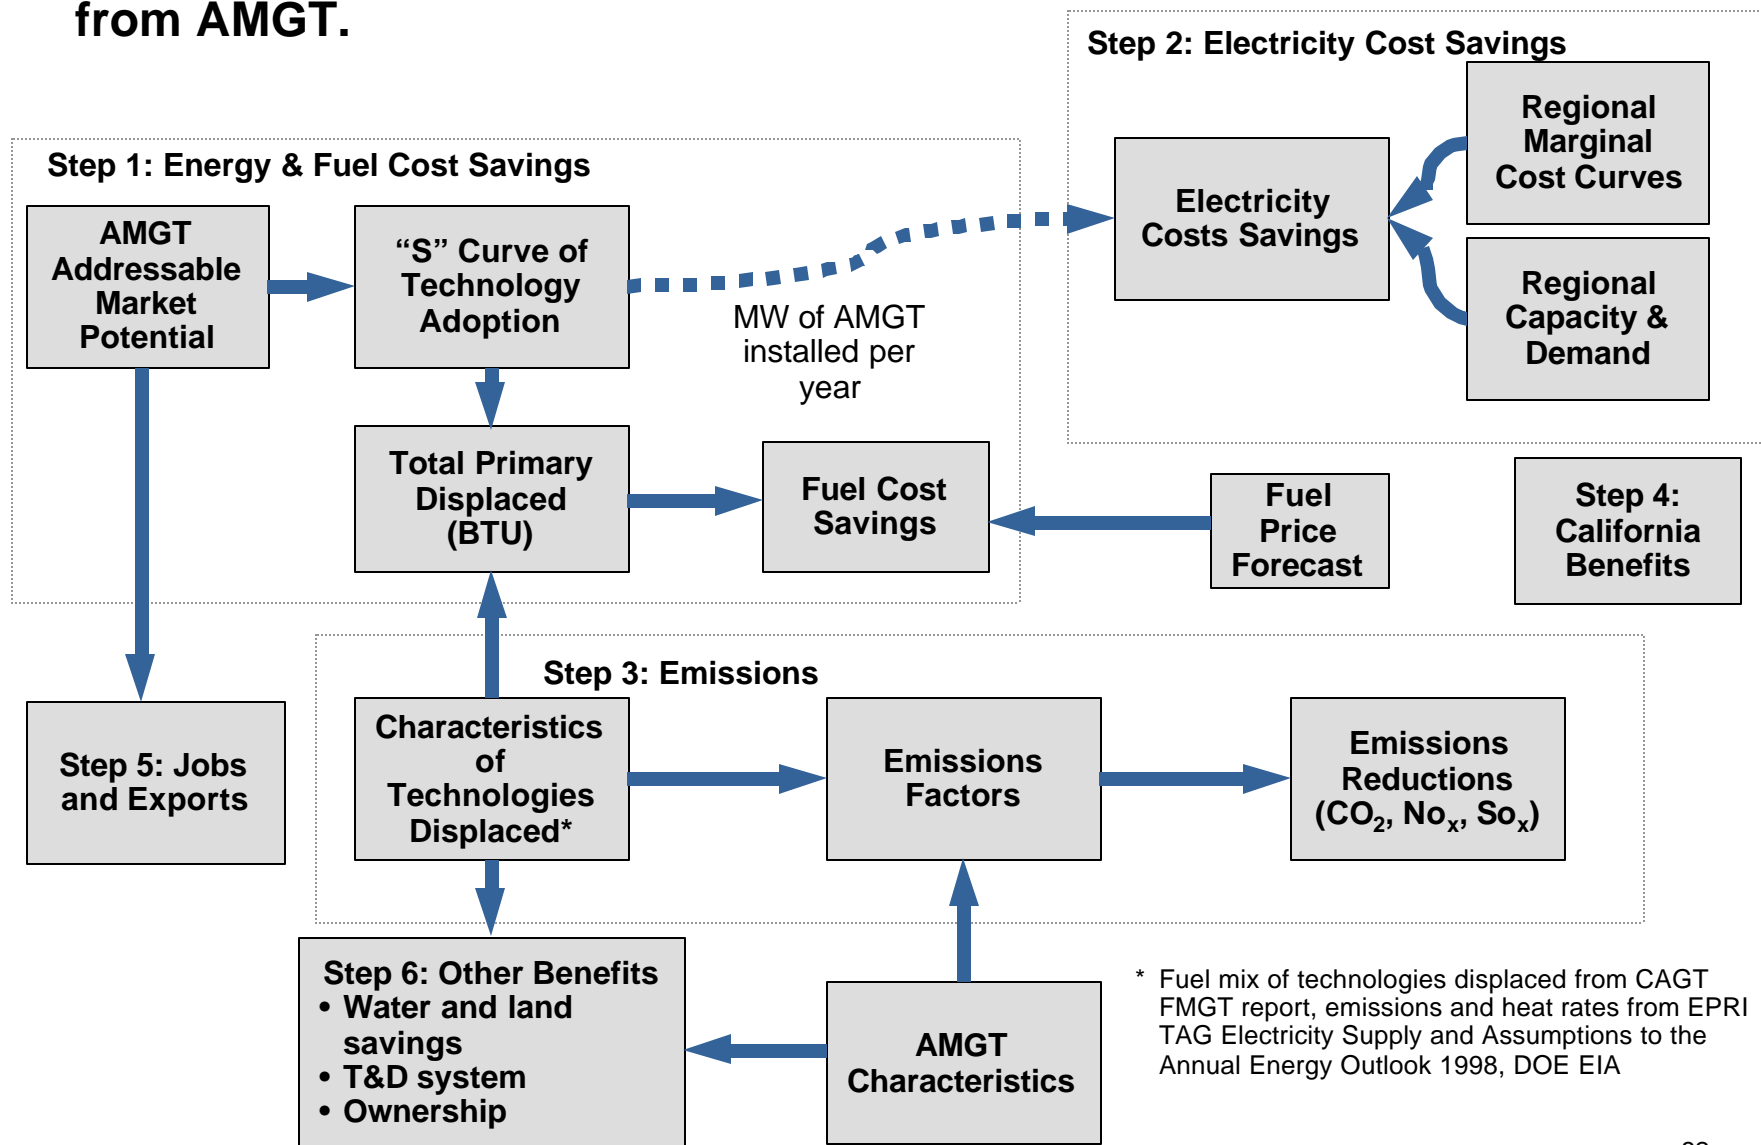 from AMGT.
Step 2: Electricity Cost Savings
Regional
Marginal
Cost Curves
Electricity
Costs Savings
Regional
Capacity &
Demand
Step 1: Energy & Fuel Cost Savings
AMGT
Addressable
Market
Potential
“S” Curve of
Technology
Adoption
MW of AMGT
installed per
year
Total Primary
Displaced
(BTU)
Fuel Cost
Savings
Fuel
Price
Forecast
Step 4:
California
Benefits
Step 3: Emissions
Step 5: Jobs
and Exports
Characteristics
of
Technologies
Displaced*
Emissions
Factors
Emissions
Reductions
(CO₂, Noₓ, Soₓ)
Step 6: Other Benefits
• Water and land
savings
• T&D system
• Ownership
AMGT
Characteristics
* Fuel mix of technologies displaced from CAGT
FMGT report, emissions and heat rates from EPRI
TAG Electricity Supply and Assumptions to the
Annual Energy Outlook 1998, DOE EIA